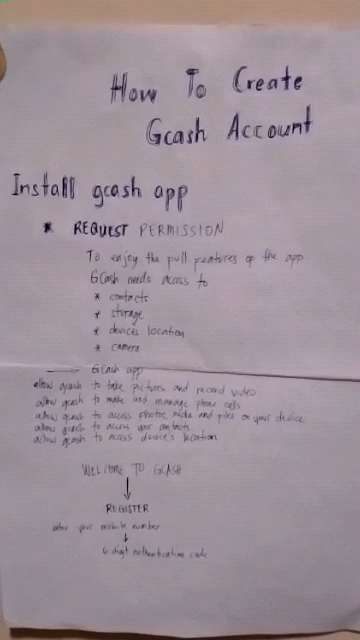 How To Create
Gcash Account
Install gcash app
* REQUEST PERMISSION
To enjoy the full features of the app
GCash needs access to
* contacts
* storage
* devices location
* camera
GCash app
allow gcash to take pictures and record video
allow gcash to make and manage phone calls
allow gcash to access photos, media and files on your device
allow gcash to access your contacts
allow gcash to access device's location
WELCOME TO GCASH
REGISTER
enter your mobile number
6 digit authentication code